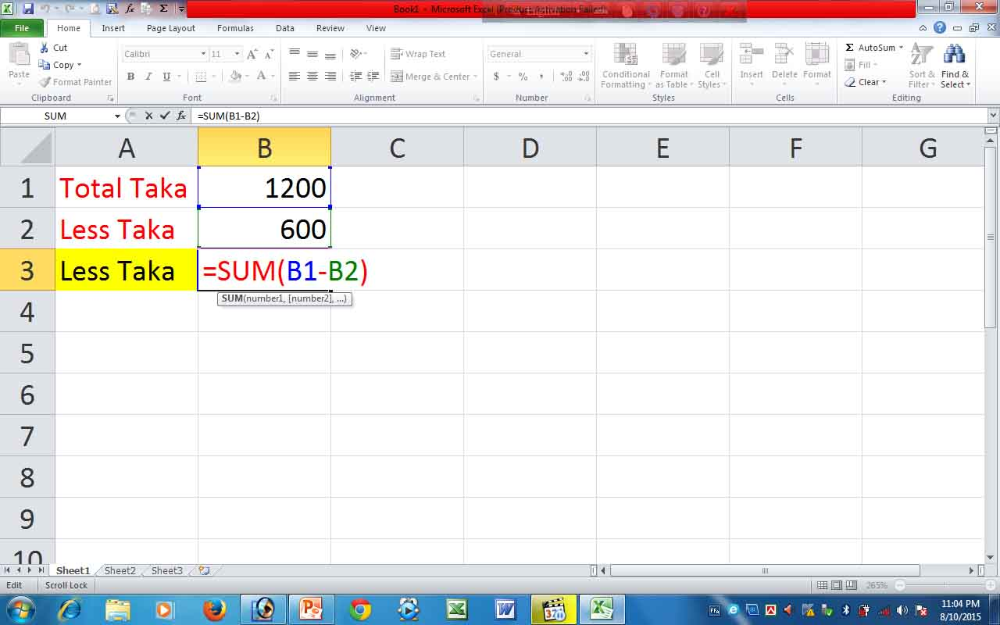 Book1 - Microsoft Excel (Product Activation Failed)
File Home Insert Page Layout Formulas Data Review View
Paste
Cut
Copy
Format Painter
Clipboard
Calibri 11
B I U
Font
Wrap Text
Merge & Center
Alignment
General
$ % ,
Number
Conditional Formatting
Format as Table
Cell Styles
Styles
Insert Delete Format
Cells
Σ AutoSum
Fill
Clear
Sort & Filter
Find & Select
Editing
SUM fx =SUM(B1-B2)
A B C D E F G
1 Total Taka 1200
2 Less Taka 600
3 Less Taka =SUM(B1-B2)
SUM(number1, [number2], ...)
4
5
6
7
8
9
10
Sheet1 Sheet2 Sheet3
Edit Scroll Lock 265%
11:04 PM
8/10/2015